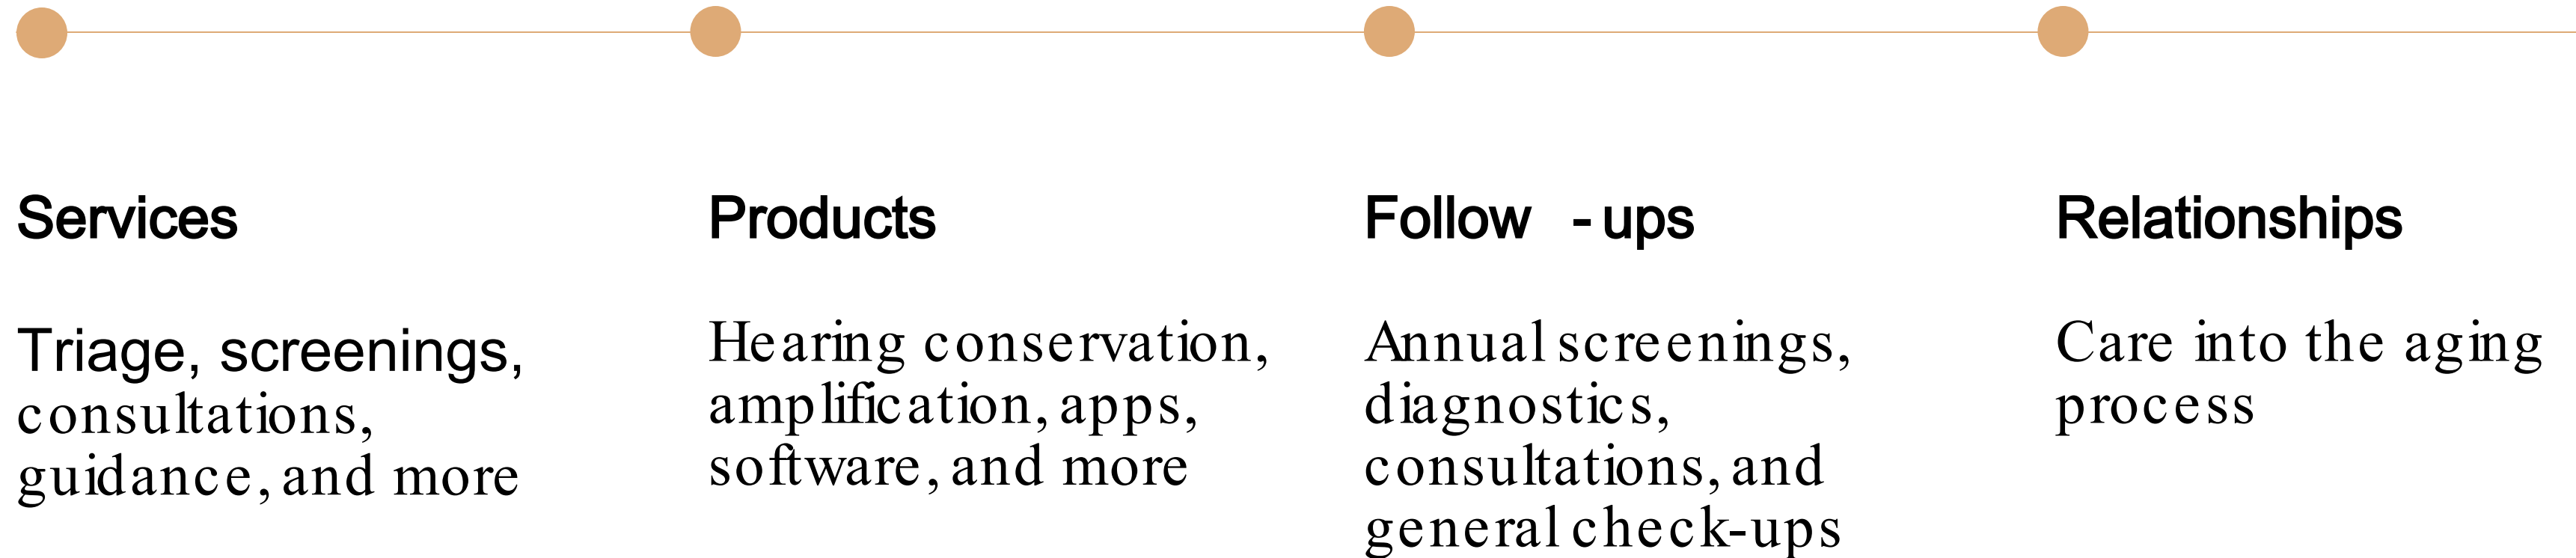 Services
Triage, screenings,
consultations,
guidance, and more
Products
Hearing conservation,
amplification, apps,
software, and more
Follow -ups
Annual screenings,
diagnostics,
consultations, and
general check-ups
Relationships
Care into the aging
process